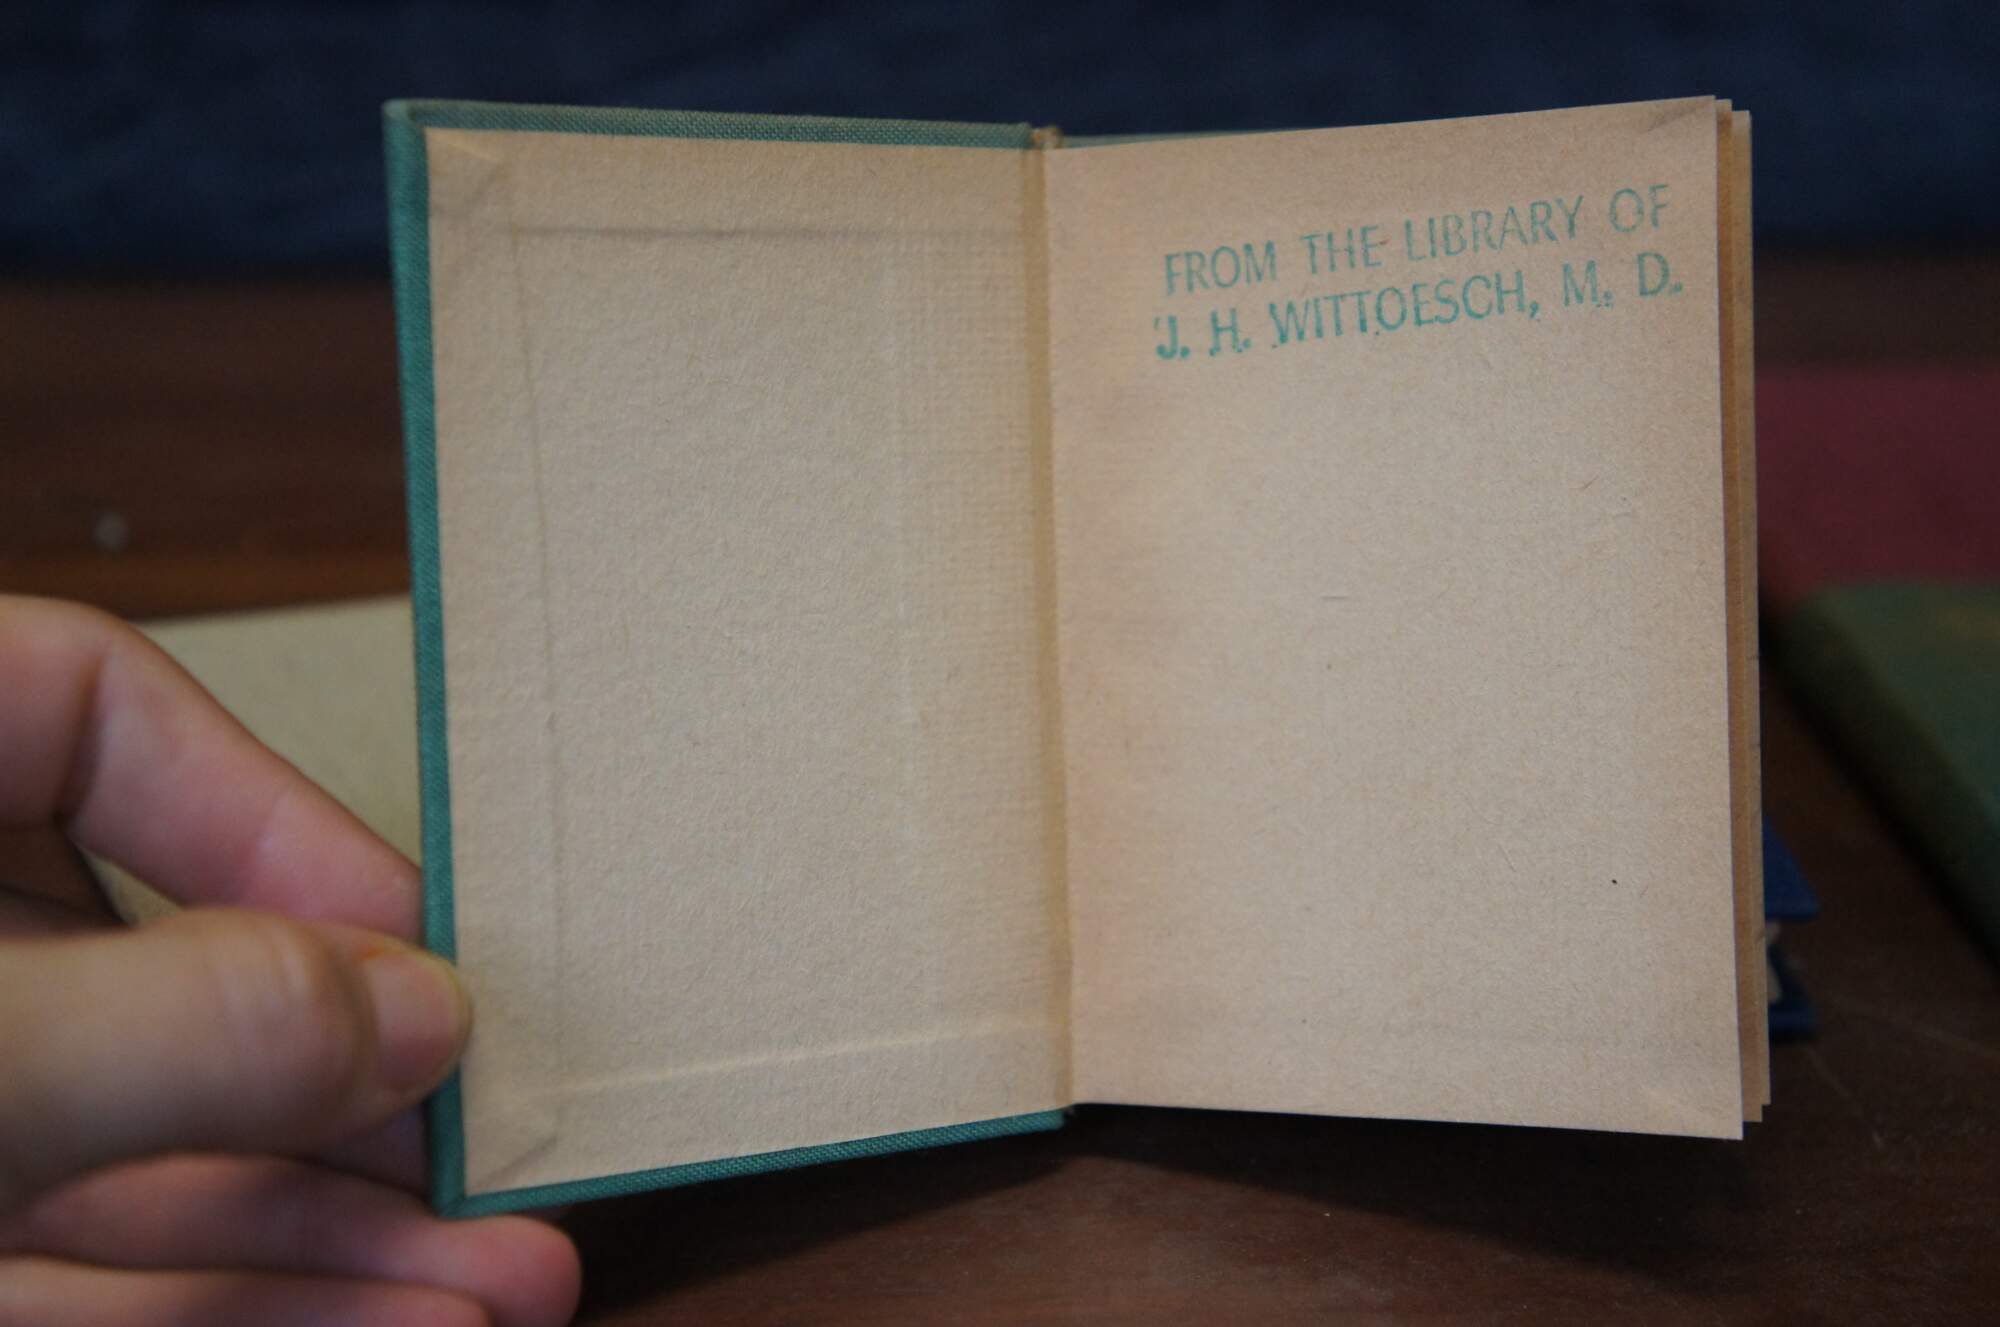 FROM THE LIBRARY OF
J. H. WITTOESCH, M. D.